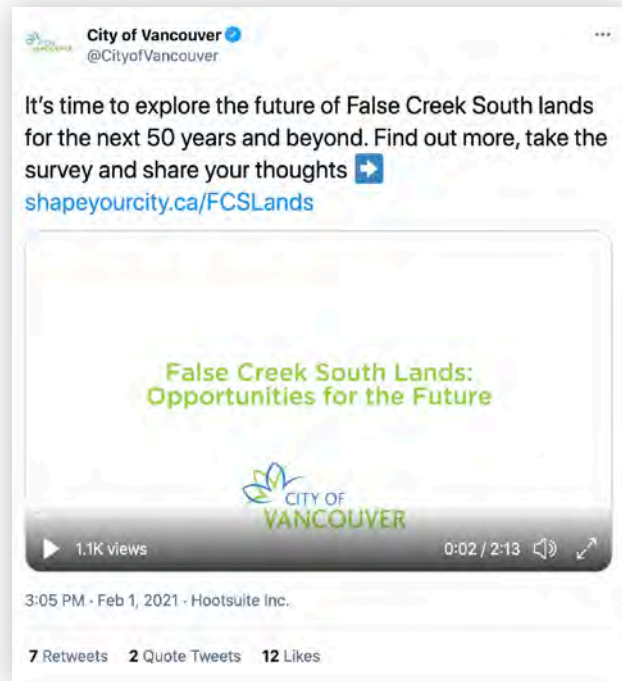 City of Vancouver
@CityofVancouver
It's time to explore the future of False Creek South lands
for the next 50 years and beyond. Find out more, take the
survey and share your thoughts ➡️
shapeyourcity.ca/FCSLands
False Creek South Lands:
Opportunities for the Future
CITY OF
VANCOUVER
1.1K views
0:02 / 2:13
3:05 PM · Feb 1, 2021 · Hootsuite Inc.
7 Retweets 2 Quote Tweets 12 Likes